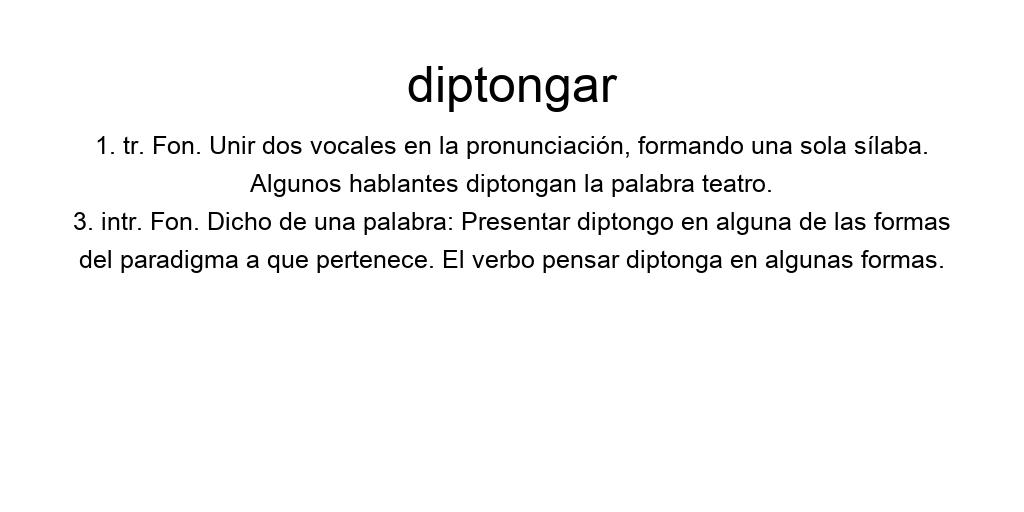 diptongar
1. tr. Fon. Unir dos vocales en la pronunciación, formando una sola sílaba.
Algunos hablantes diptongan la palabra teatro.
3. intr. Fon. Dicho de una palabra: Presentar diptongo en alguna de las formas
del paradigma a que pertenece. El verbo pensar diptonga en algunas formas.